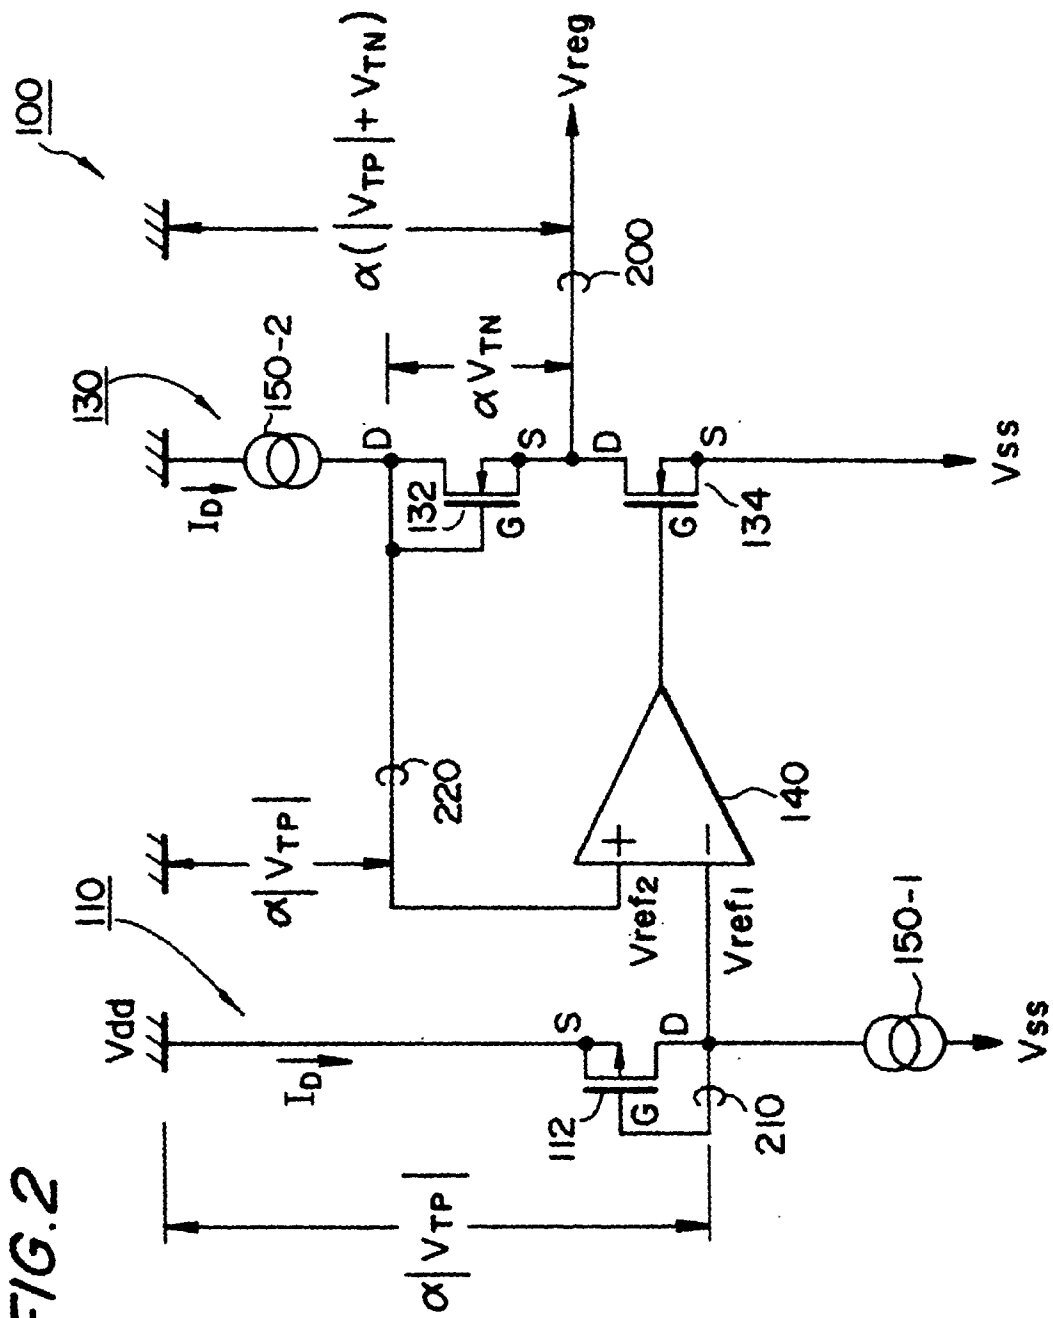 FIG.2
100
110
130
Vdd
ID
ID
150-2
α|VTP|
α|VTP|
αVTN
α(|VTP|+VTN)
D
132
G
S
220
200
Vreg
S
112
G
D
210
Vref2
Vref1
+
−
140
D
G
S
134
150-1
Vss
Vss